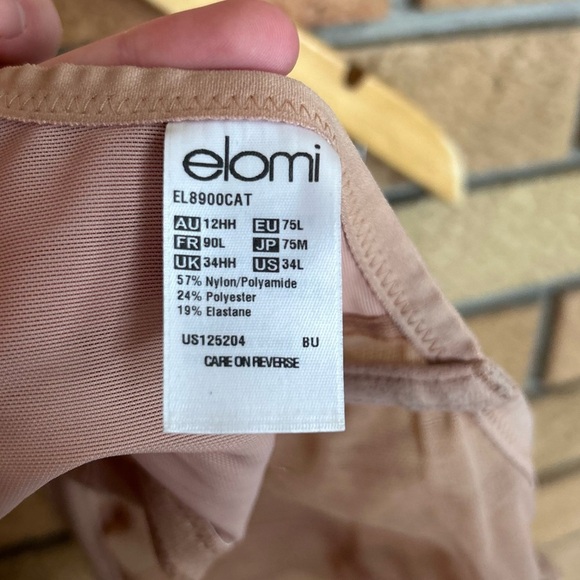 elomi
EL8900CAT
AU 12HH EU 75L
FR 90L JP 75M
UK 34HH US 34L
57% Nylon/Polyamide
24% Polyester
19% Elastane
US125204 BU
CARE ON REVERSE